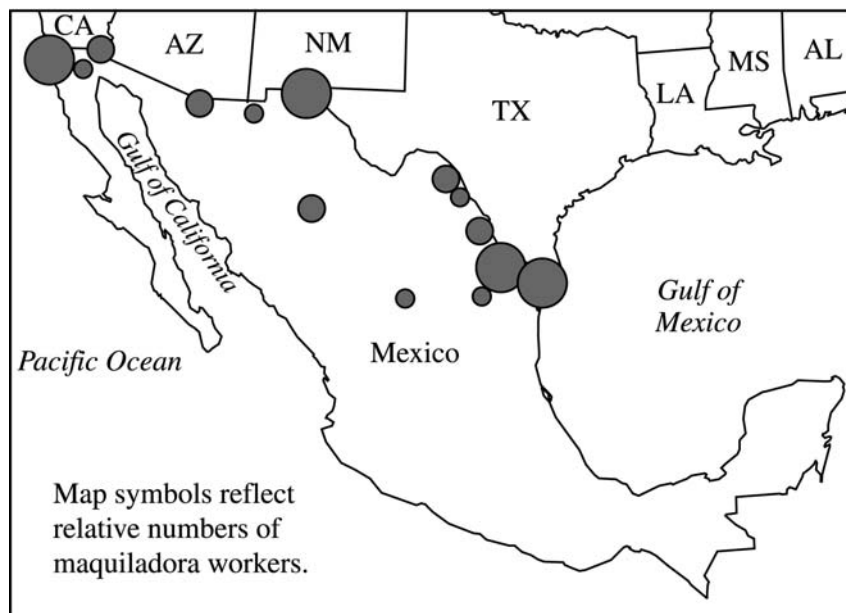 CA
AZ
NM
TX
LA
MS
AL
Gulf of California
Gulf of
Mexico
Mexico
Pacific Ocean
Map symbols reflect
relative numbers of
maquiladora workers.